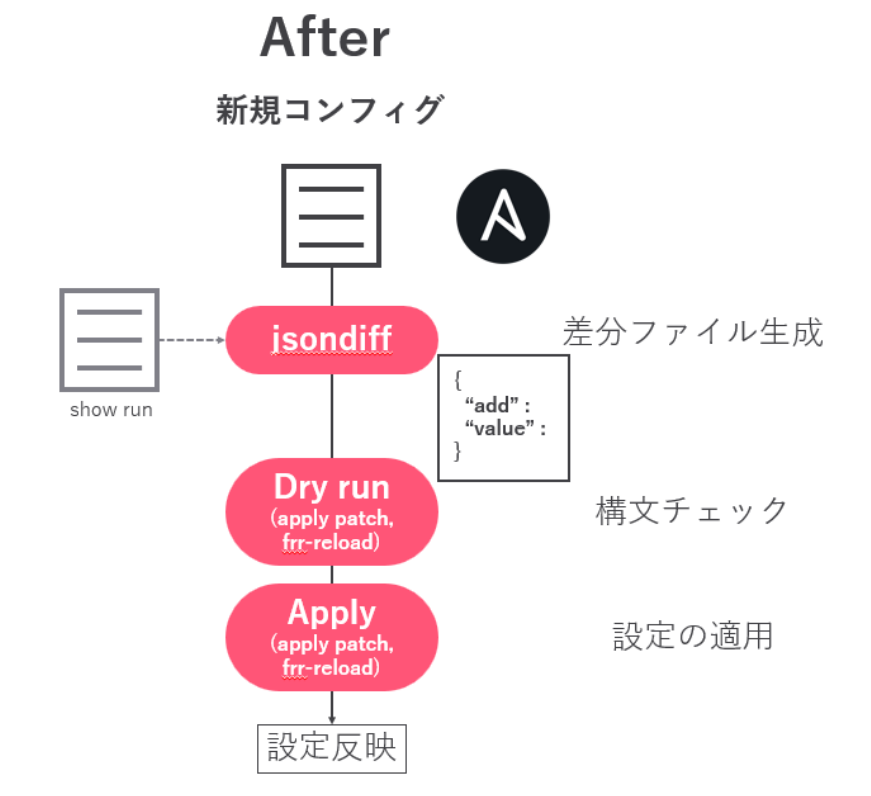 After
新規コンフィグ
jsondiff
差分ファイル生成
show run
{
“add” :
“value” :
}
Dry run
(apply patch,
frr-reload)
構文チェック
Apply
(apply patch,
frr-reload)
設定の適用
設定反映